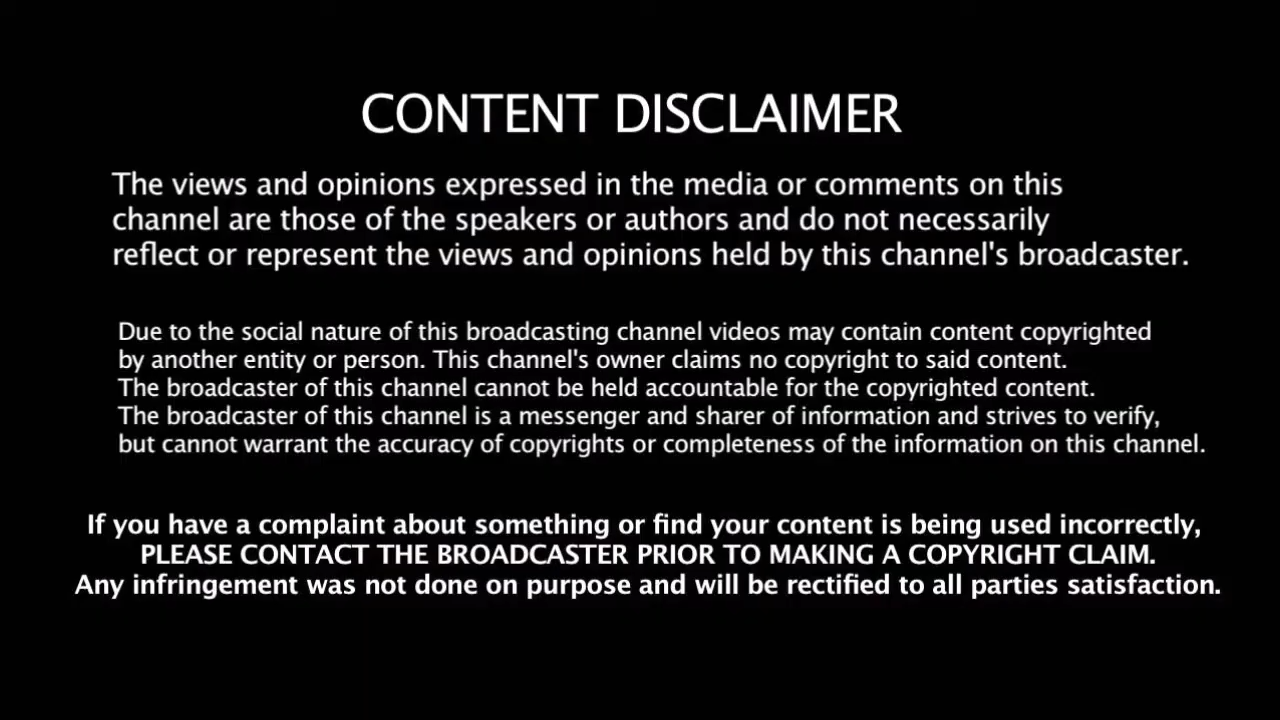 CONTENT DISCLAIMER
The views and opinions expressed in the media or comments on this
channel are those of the speakers or authors and do not necessarily
reflect or represent the views and opinions held by this channel's broadcaster.
Due to the social nature of this broadcasting channel videos may contain content copyrighted
by another entity or person. This channel's owner claims no copyright to said content.
The broadcaster of this channel cannot be held accountable for the copyrighted content.
The broadcaster of this channel is a messenger and sharer of information and strives to verify,
but cannot warrant the accuracy of copyrights or completeness of the information on this channel.
If you have a complaint about something or find your content is being used incorrectly,
PLEASE CONTACT THE BROADCASTER PRIOR TO MAKING A COPYRIGHT CLAIM.
Any infringement was not done on purpose and will be rectified to all parties satisfaction.